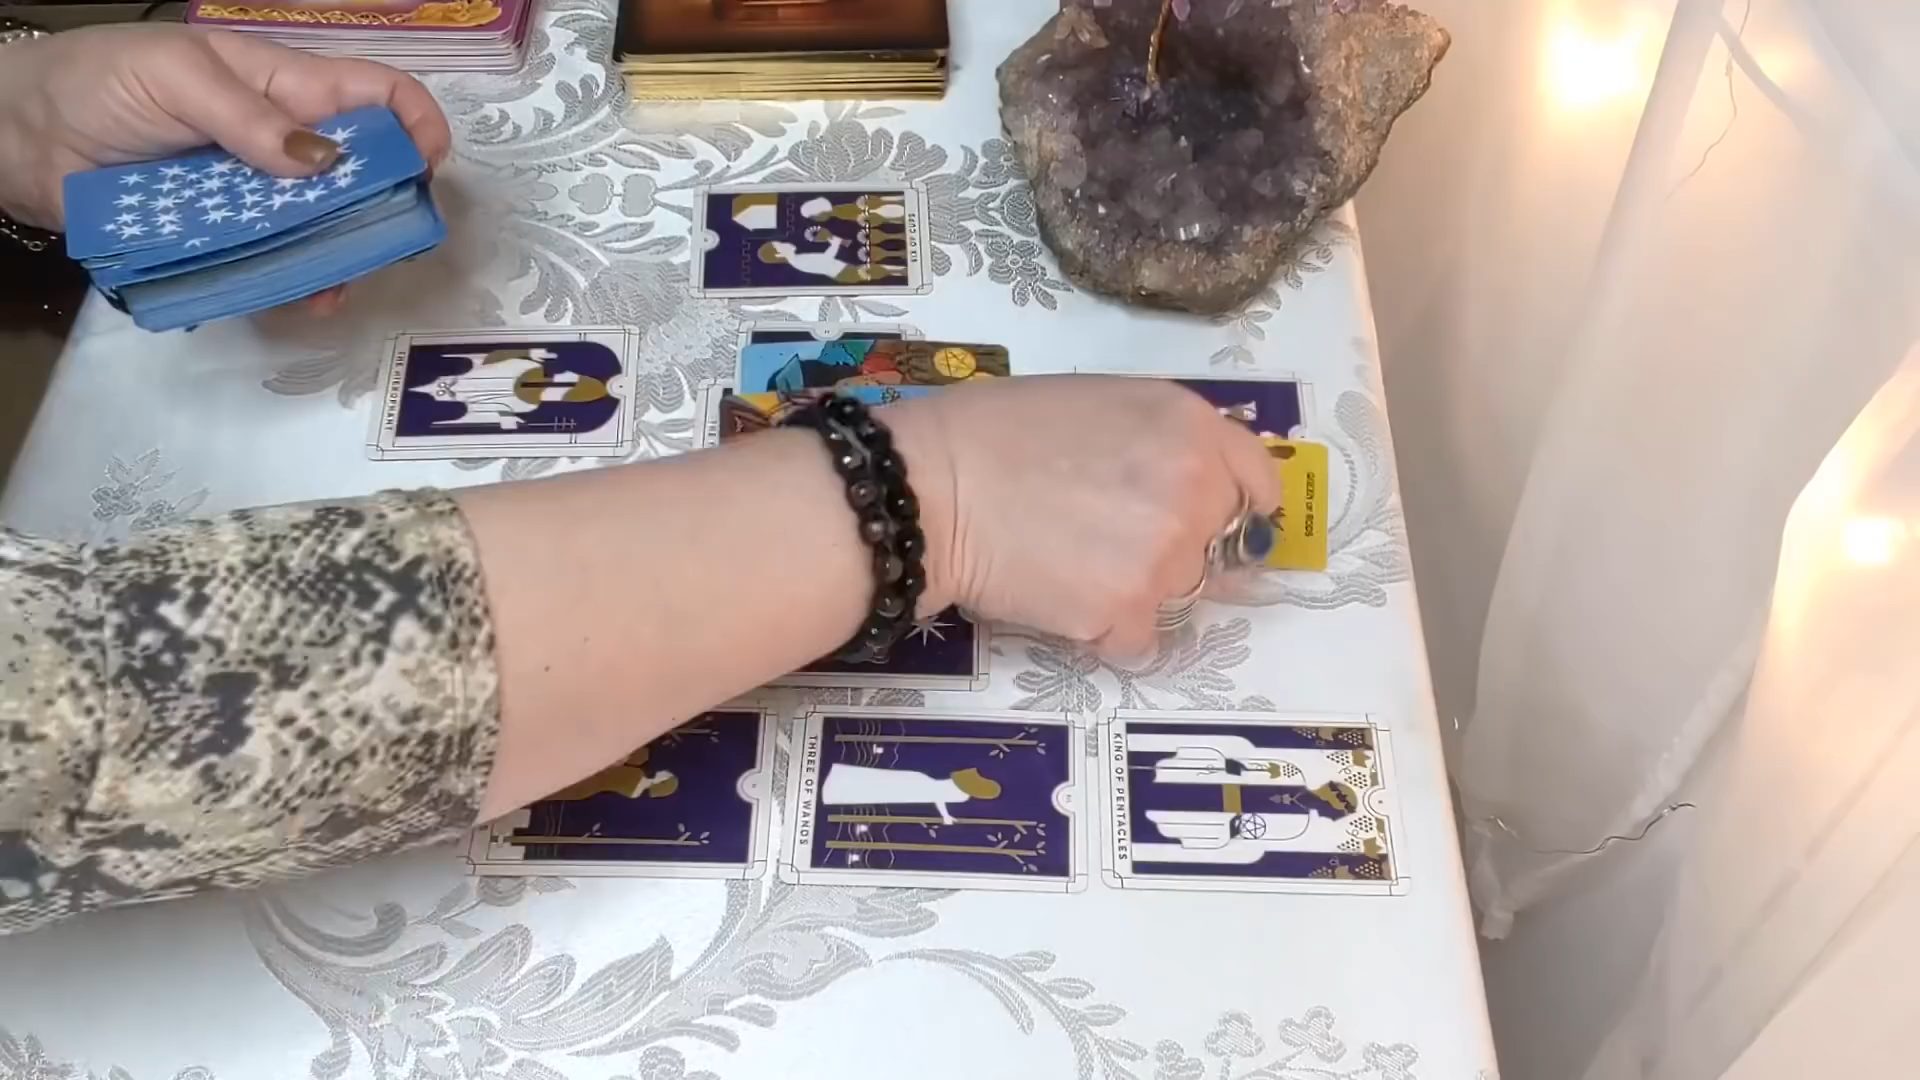 SIX OF CUPS
THE HIEROPHANT
QUEEN OF RODS
THREE OF WANDS
KING OF PENTACLES